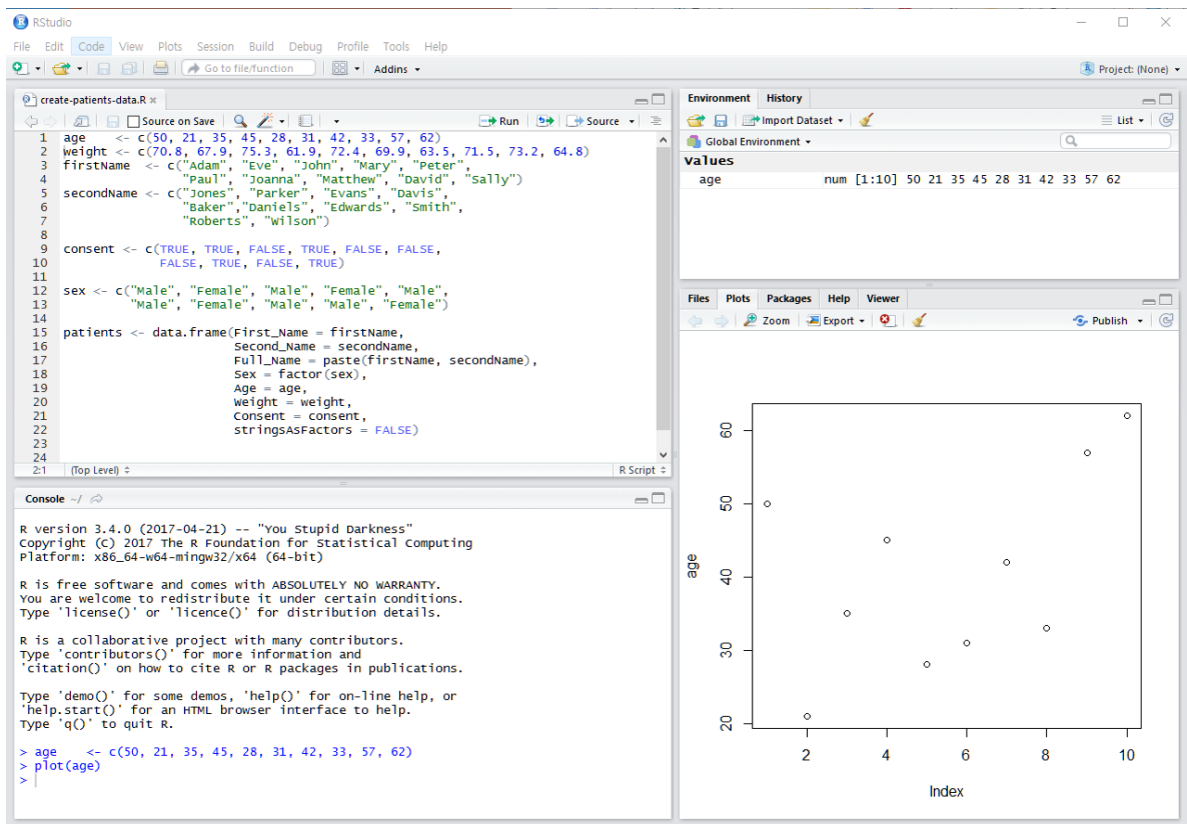 RStudio
File Edit Code View Plots Session Build Debug Profile Tools Help
Go to file/function Addins Project: (None)
create-patients-data.R
Source on Save Run Source
1 age    <- c(50, 21, 35, 45, 28, 31, 42, 33, 57, 62)
2 weight <- c(70.8, 67.9, 75.3, 61.9, 72.4, 69.9, 63.5, 71.5, 73.2, 64.8)
3 firstName  <- c("Adam", "Eve", "John", "Mary", "Peter",
4                 "Paul", "Joanna", "Matthew", "David", "Sally")
5 secondName <- c("Jones", "Parker", "Evans", "Davis",
6                 "Baker","Daniels", "Edwards", "Smith",
7                 "Roberts", "Wilson")
8
9 consent <- c(TRUE, TRUE, FALSE, TRUE, FALSE, FALSE,
10              FALSE, TRUE, FALSE, TRUE)
11
12 sex <- c("Male", "Female", "Male", "Female", "Male",
13          "Male", "Female", "Male", "Male", "Female")
14
15 patients <- data.frame(First_Name = firstName,
16                        Second_Name = secondName,
17                        Full_Name = paste(firstName, secondName),
18                        Sex = factor(sex),
19                        Age = age,
20                        Weight = weight,
21                        Consent = consent,
22                        stringsAsFactors = FALSE)
23
24
2:1 (Top Level) R Script
Console ~/
R version 3.4.0 (2017-04-21) -- "You Stupid Darkness"
Copyright (C) 2017 The R Foundation for Statistical Computing
Platform: x86_64-w64-mingw32/x64 (64-bit)
R is free software and comes with ABSOLUTELY NO WARRANTY.
You are welcome to redistribute it under certain conditions.
Type 'license()' or 'licence()' for distribution details.
R is a collaborative project with many contributors.
Type 'contributors()' for more information and
'citation()' on how to cite R or R packages in publications.
Type 'demo()' for some demos, 'help()' for on-line help, or
'help.start()' for an HTML browser interface to help.
Type 'q()' to quit R.
> age    <- c(50, 21, 35, 45, 28, 31, 42, 33, 57, 62)
> plot(age)
>
Environment History
Import Dataset List
Global Environment
values
age num [1:10] 50 21 35 45 28 31 42 33 57 62
Files Plots Packages Help Viewer
Zoom Export Publish
60
50
40
30
20
age
2 4 6 8 10
Index